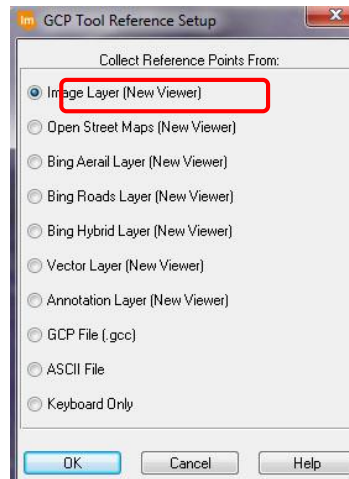 Im GCP Tool Reference Setup
Collect Reference Points From:
Image Layer (New Viewer)
Open Street Maps (New Viewer)
Bing Aerail Layer (New Viewer)
Bing Roads Layer (New Viewer)
Bing Hybrid Layer (New Viewer)
Vector Layer (New Viewer)
Annotation Layer (New Viewer)
GCP File (.gcc)
ASCII File
Keyboard Only
OK Cancel Help